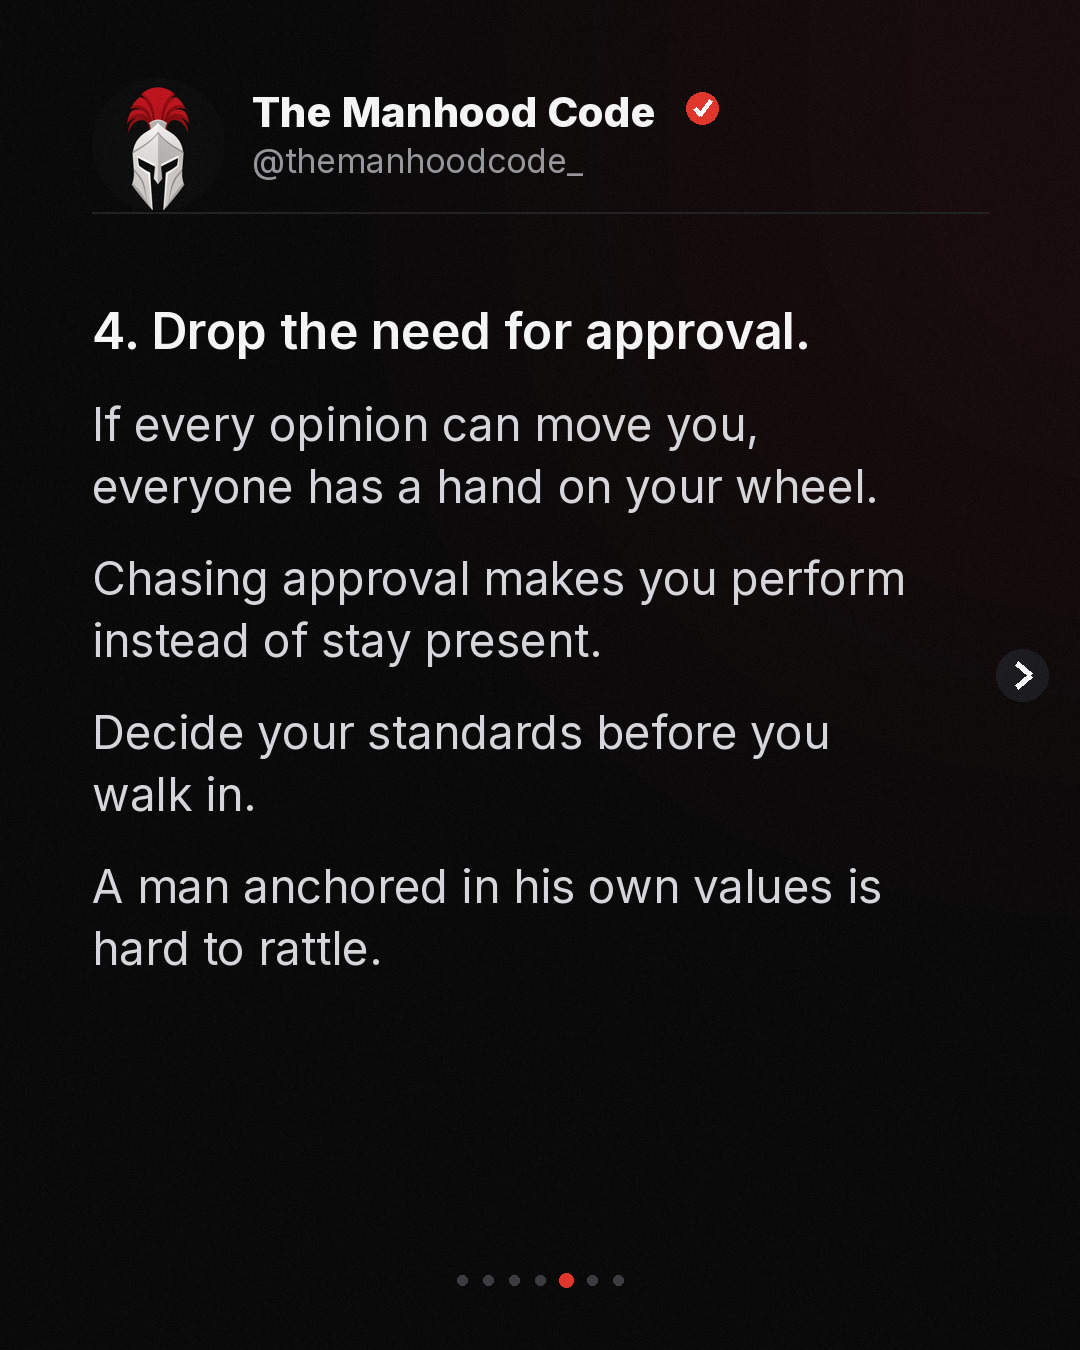 The Manhood Code
@themanhoodcode_
4. Drop the need for approval.
If every opinion can move you,
everyone has a hand on your wheel.
Chasing approval makes you perform
instead of stay present.
Decide your standards before you
walk in.
A man anchored in his own values is
hard to rattle.